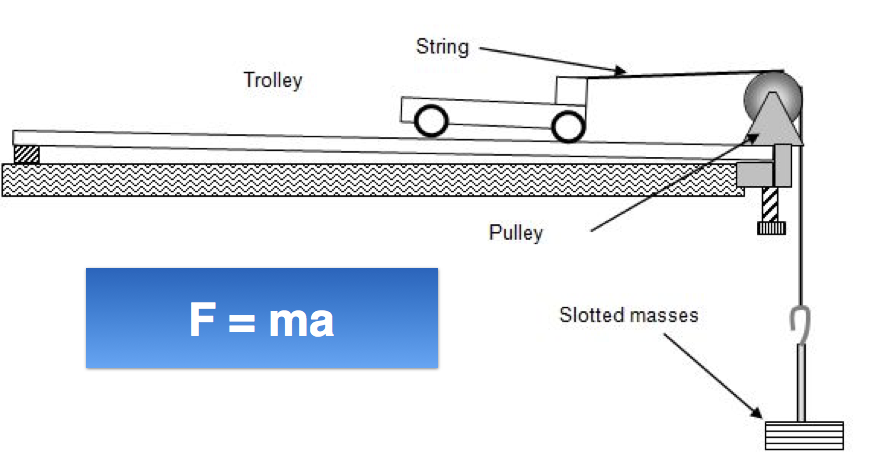 String
Trolley
Pulley
F = ma
Slotted masses